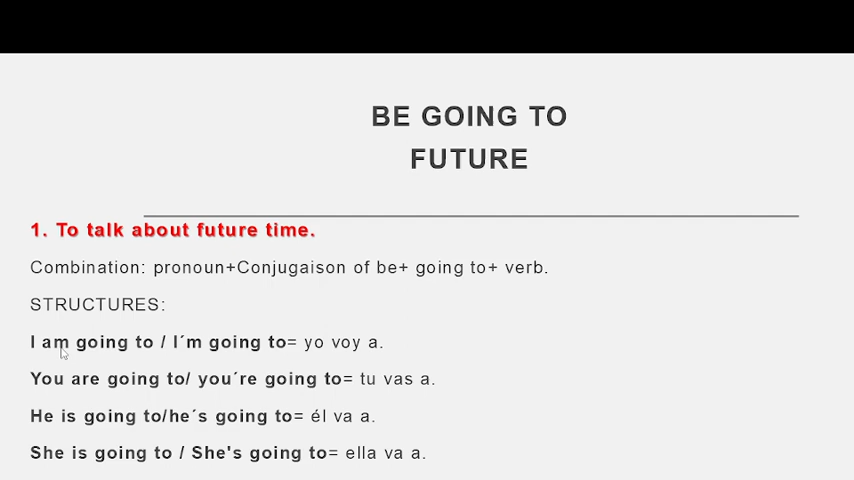 BE GOING TO
FUTURE
1. To talk about future time.
Combination: pronoun+Conjugaison of be+ going to+ verb.
STRUCTURES:
I am going to / I´m going to= yo voy a.
You are going to/ you´re going to= tu vas a.
He is going to/he´s going to= él va a.
She is going to / She's going to= ella va a.